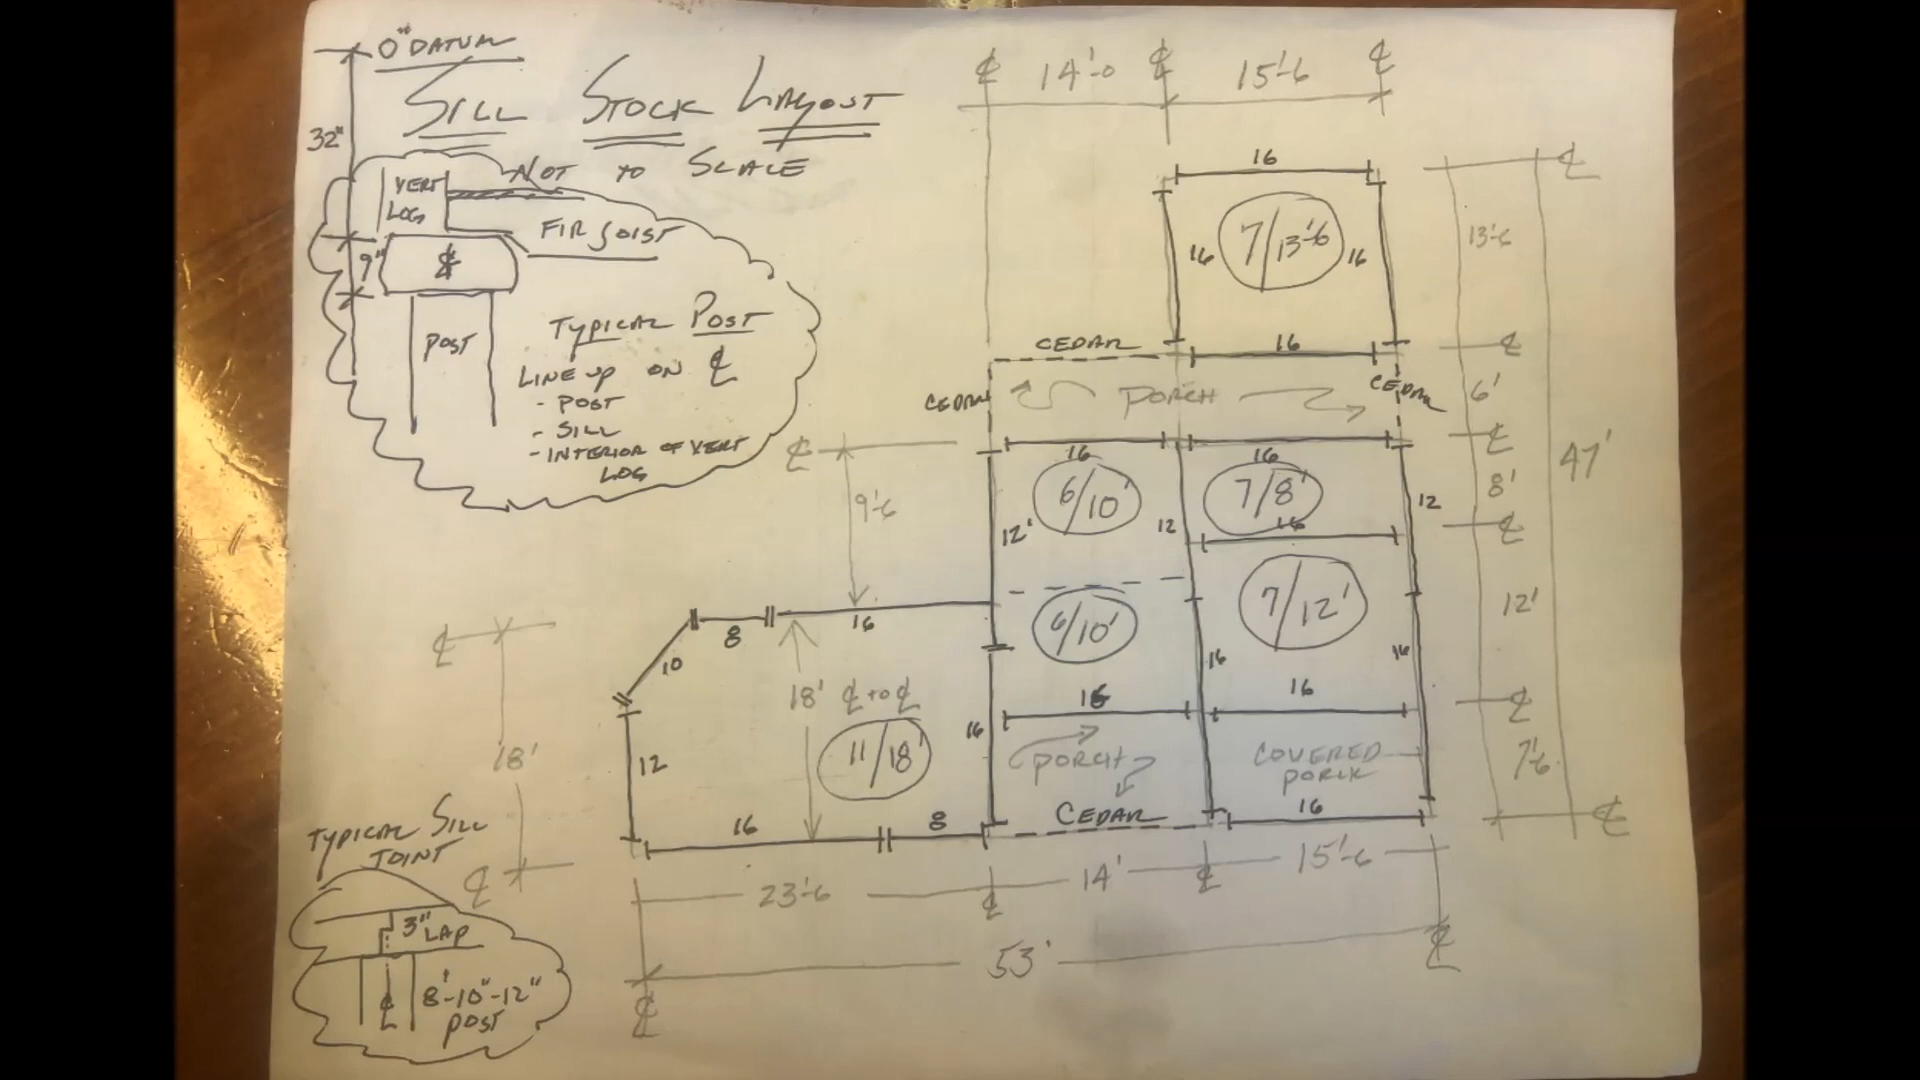 0" DATUM
SILL STOCK LAYOUT
NOT TO SCALE
32"
VERT
LOG
FIR JOIST
9"
℄
POST
TYPICAL POST
LINE UP ON ℄
- POST
- SILL
- INTERIOR OF VERT
LOG
℄ 14'-0 ℄ 15'-6 ℄
16
℄
16 7/13'-6 16
13'-6
CEDAR
16
℄
CEDAR
PORCH
CEDAR
6'
℄
℄
16
16
47'
9'-6
6/10'
7/8'
8'
12'
12
12
16
℄
6/10'
7/12'
12'
8
16
℄
10
16
16
18' ℄ TO ℄
16
16
℄
18'
12
11/18'
16
PORCH
COVERED
PORCH
7'-6
16
8
CEDAR
16
℄
℄
23'-6
℄
14'
℄
15'-6
53'
℄
℄
TYPICAL SILL
JOINT
3"
LAP
℄
8'-10"-12"
POST